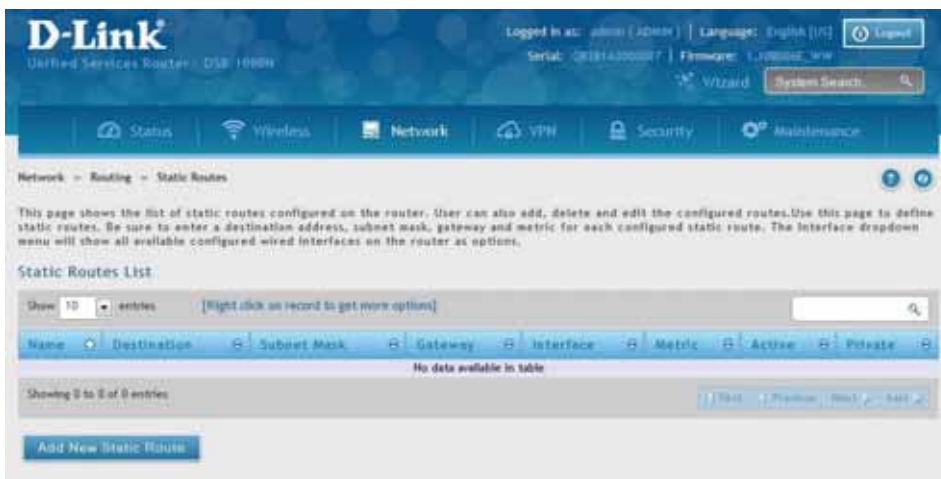 D-Link
Logged in as: admin ( ADMIN ) | Language: English [US]
Logout
Unified Services Router - DSR-1000N
Serial: | Firmware:
Wizard
System Search
Status
Wireless
Network
VPN
Security
Maintenance
Network » Routing » Static Routes
This page shows the list of static routes configured on the router. User can also add, delete and edit the configured routes.Use this page to define
static routes. Be sure to enter a destination address, subnet mask, gateway and metric for each configured static route. The Interface dropdown
menu will show all available configured wired interfaces on the router as options.
Static Routes List
Show 10 entries [Right click on record to get more options]
Name Destination Subnet Mask Gateway Interface Metric Active Private
No data available in table
Showing 0 to 0 of 0 entries
First Previous Next Last
Add New Static Route